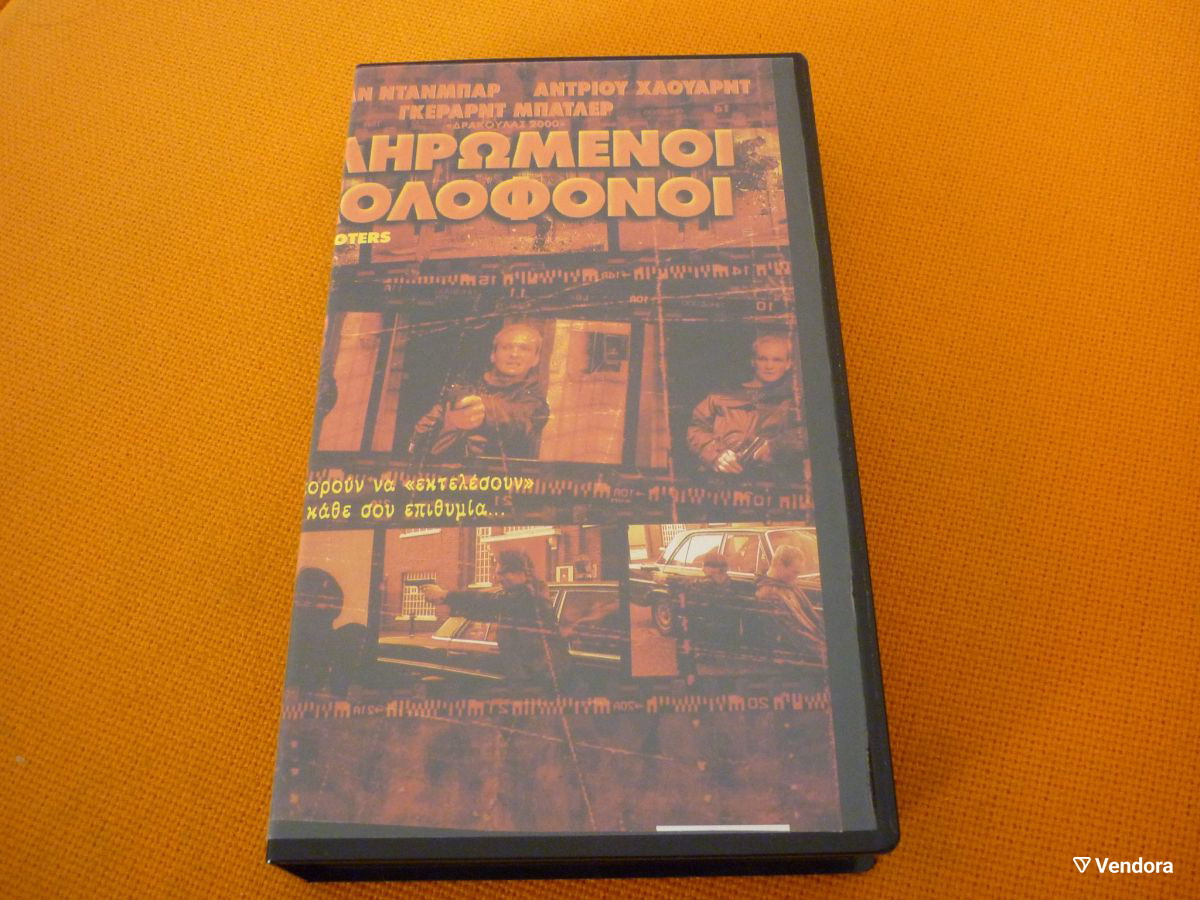 ΑΝ ΝΤΑΝΜΠΑΡ ΑΝΤΡΙΟΥ ΧΑΟΥΑΡΝΤ
ΓΚΕΡΑΡΝΤ ΜΠΑΤΛΕΡ
«ΔΡΑΚΟΥΛΑΣ 2000»
ΛΗΡΩΜΕΝΟΙ
ΟΛΟΦΟΝΟΙ
OTERS
ορούν να «εκτελέσουν»
κάθε σου επιθυμία...
Vendora